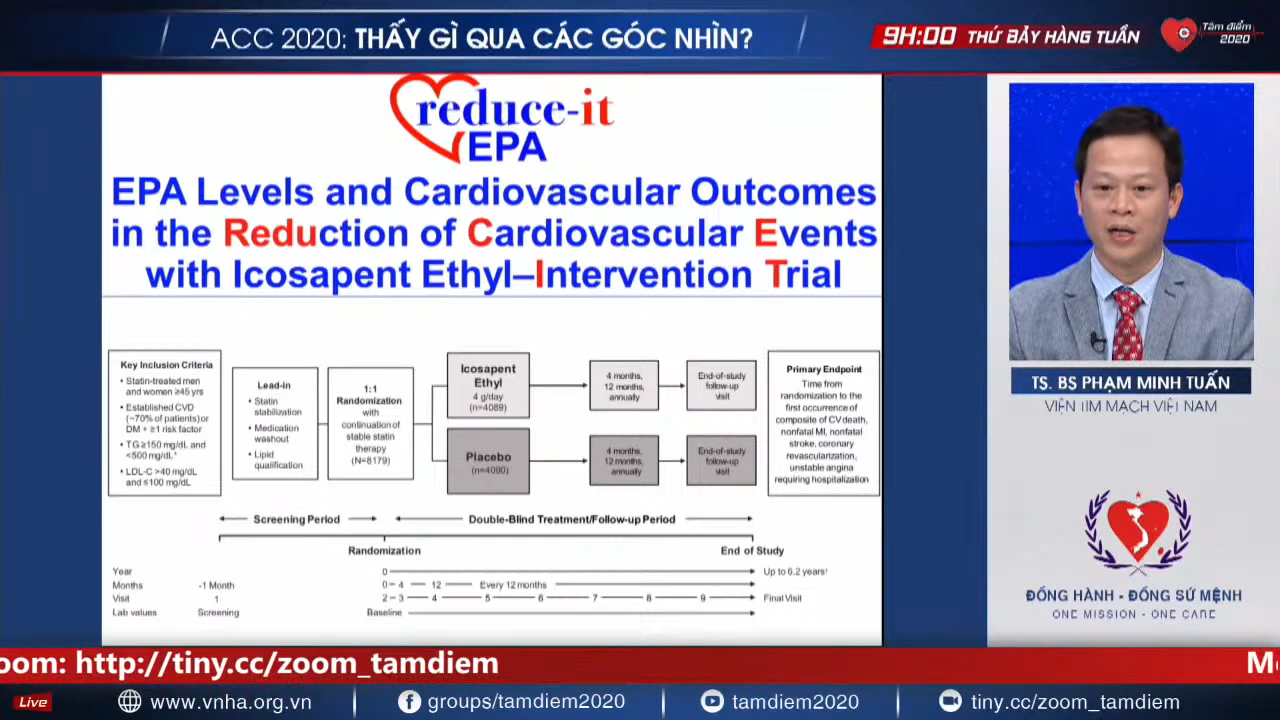 ACC 2020: THẤY GÌ QUA CÁC GÓC NHÌN?
9H:00 THỨ BẢY HÀNG TUẦN
Tâm điểm
2020
reduce-it
EPA
EPA Levels and Cardiovascular Outcomes
in the Reduction of Cardiovascular Events
with Icosapent Ethyl–Intervention Trial
Key Inclusion Criteria
• Statin-treated men
and women ≥45 yrs
• Established CVD
(~70% of patients) or
DM + ≥1 risk factor
• TG ≥150 mg/dL and
<500 mg/dL
• LDL-C >40 mg/dL
and ≤100 mg/dL
Lead-in
• Statin
stabilization
• Medication
washout
• Lipid
qualification
1:1
Randomization
with
continuation of
stable statin
therapy
(N=8179)
Icosapent
Ethyl
4 g/day
(n=4089)
Placebo
(n=4090)
4 months,
12 months,
annually
End-of-study
follow-up
visit
4 months,
12 months,
annually
End-of-study
follow-up
visit
Primary Endpoint
Time from
randomization to the
first occurrence of
composite of CV death,
nonfatal MI, nonfatal
stroke, coronary
revascularization,
unstable angina
requiring hospitalization
Screening Period
Double-Blind Treatment/Follow-up Period
Randomization
End of Study
Year 0 Up to 6.2 years
Months -1 Month 0 – 4 12 Every 12 months
Visit 1 2 – 3 4 5 6 7 8 9 Final Visit
Lab values Screening Baseline
TS. BS PHẠM MINH TUẤN
VIỆN TIM MẠCH VIỆT NAM
ĐỒNG HÀNH - ĐỒNG SỨ MỆNH
ONE MISSION - ONE CARE
oom: http://tiny.cc/zoom_tamdiem
Live
www.vnha.org.vn
groups/tamdiem2020
tamdiem2020
tiny.cc/zoom_tamdiem